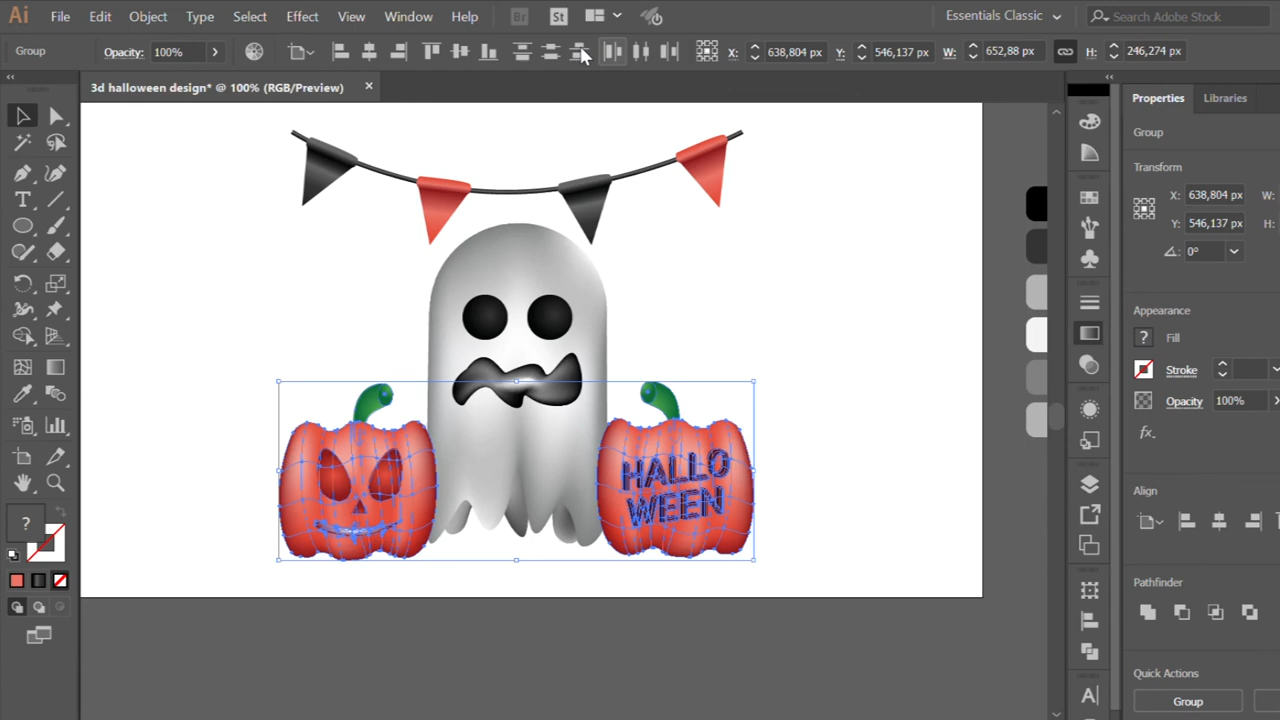 Ai File Edit Object Type Select Effect View Window Help Br St Essentials Classic Search Adobe Stock
Group Opacity: 100% X: 638,804 px Y: 546,137 px W: 652,88 px H: 246,274 px
3d halloween design* @ 100% (RGB/Preview) ×
Properties Libraries
Group
Transform
X: 638,804 px W:
Y: 546,137 px H:
0°
Appearance
? Fill
Stroke
Opacity 100%
fx
Align
Pathfinder
Quick Actions
Group
HALLO
WEEN
?